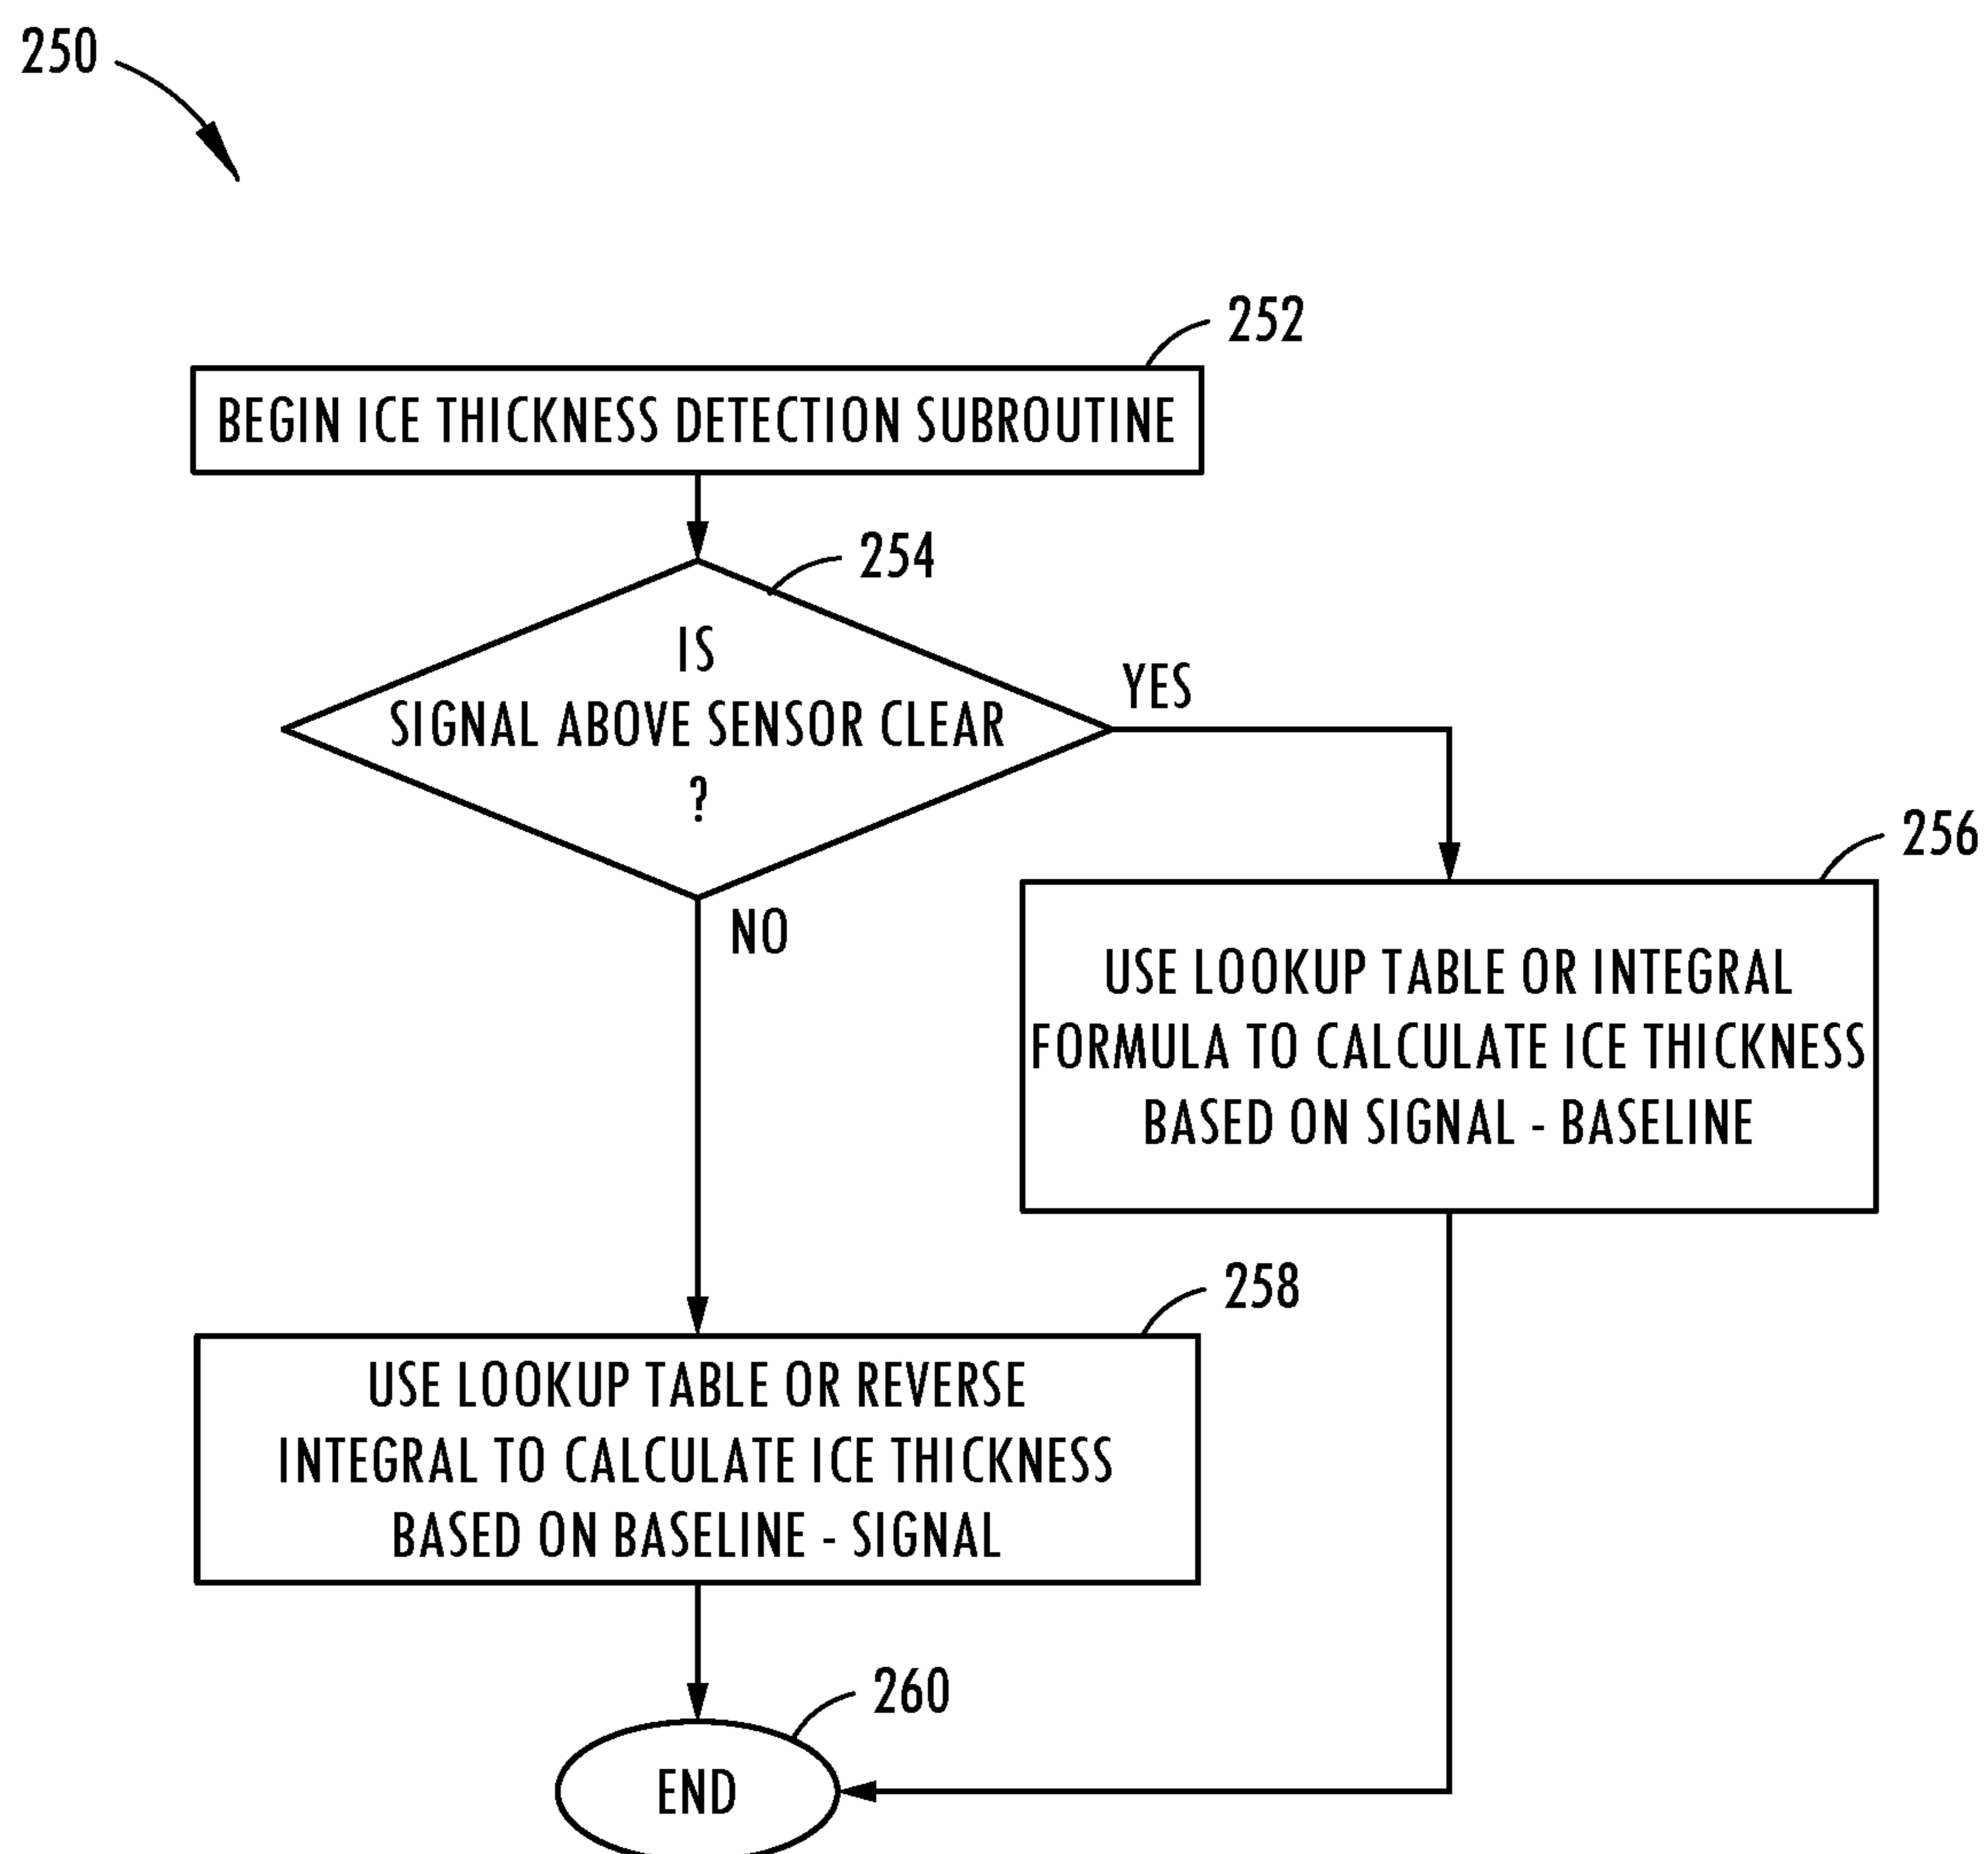 250
252
BEGIN ICE THICKNESS DETECTION SUBROUTINE
254
IS
SIGNAL ABOVE SENSOR CLEAR
?
YES
NO
256
USE LOOKUP TABLE OR INTEGRAL
FORMULA TO CALCULATE ICE THICKNESS
BASED ON SIGNAL - BASELINE
258
USE LOOKUP TABLE OR REVERSE
INTEGRAL TO CALCULATE ICE THICKNESS
BASED ON BASELINE - SIGNAL
260
END